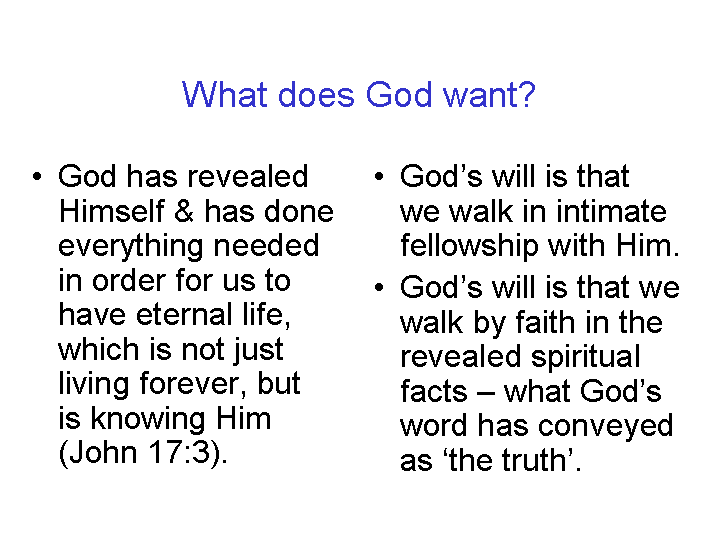 What does God want?
• God has revealed
Himself & has done
everything needed
in order for us to
have eternal life,
which is not just
living forever, but
is knowing Him
(John 17:3).
• God’s will is that
we walk in intimate
fellowship with Him.
• God’s will is that we
walk by faith in the
revealed spiritual
facts – what God’s
word has conveyed
as ‘the truth’.